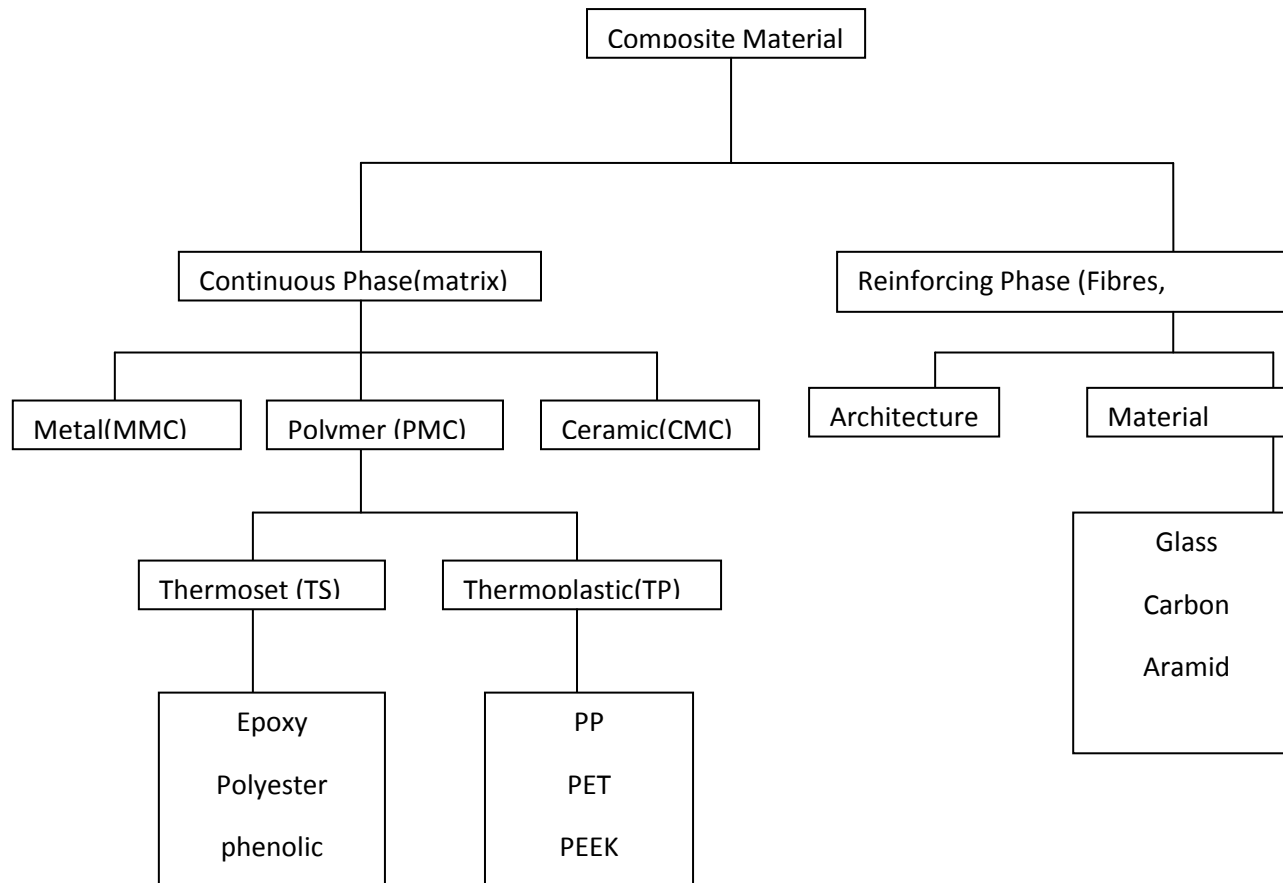 Composite Material
Continuous Phase(matrix)
Reinforcing Phase (Fibres,
Metal(MMC)
Polymer (PMC)
Ceramic(CMC)
Architecture
Material
Thermoset (TS)
Thermoplastic(TP)
Glass
Carbon
Aramid
Epoxy
Polyester
phenolic
PP
PET
PEEK